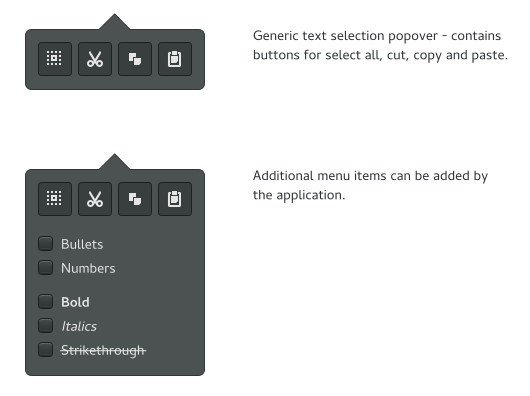 Generic text selection popover - contains
buttons for select all, cut, copy and paste.
Additional menu items can be added by
the application.
Bullets
Numbers
Bold
Italics
Strikethrough